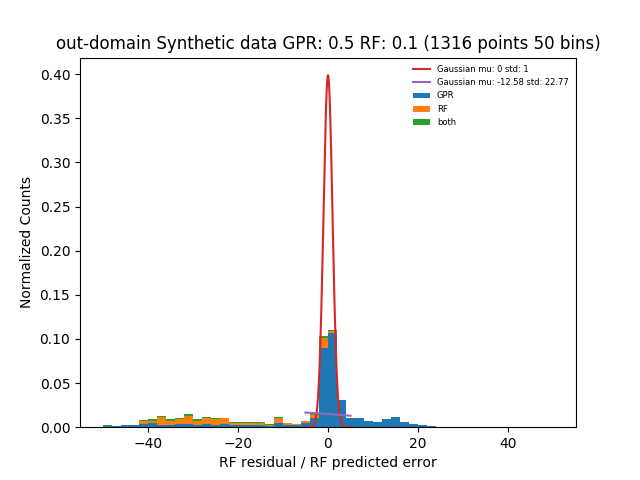 out-domain Synthetic data GPR: 0.5 RF: 0.1 (1316 points 50 bins)
Gaussian mu: 0 std: 1
Gaussian mu: -12.58 std: 22.77
GPR
RF
both
Normalized Counts
0.40
0.35
0.30
0.25
0.20
0.15
0.10
0.05
0.00
−40 −20 0 20 40
RF residual / RF predicted error